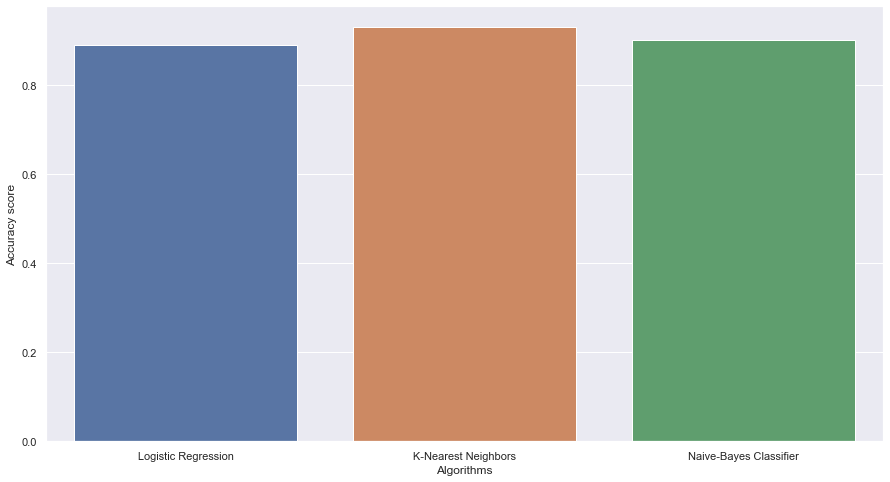 Accuracy score
0.8
0.6
0.4
0.2
0.0
Logistic Regression
K-Nearest Neighbors
Naive-Bayes Classifier
Algorithms